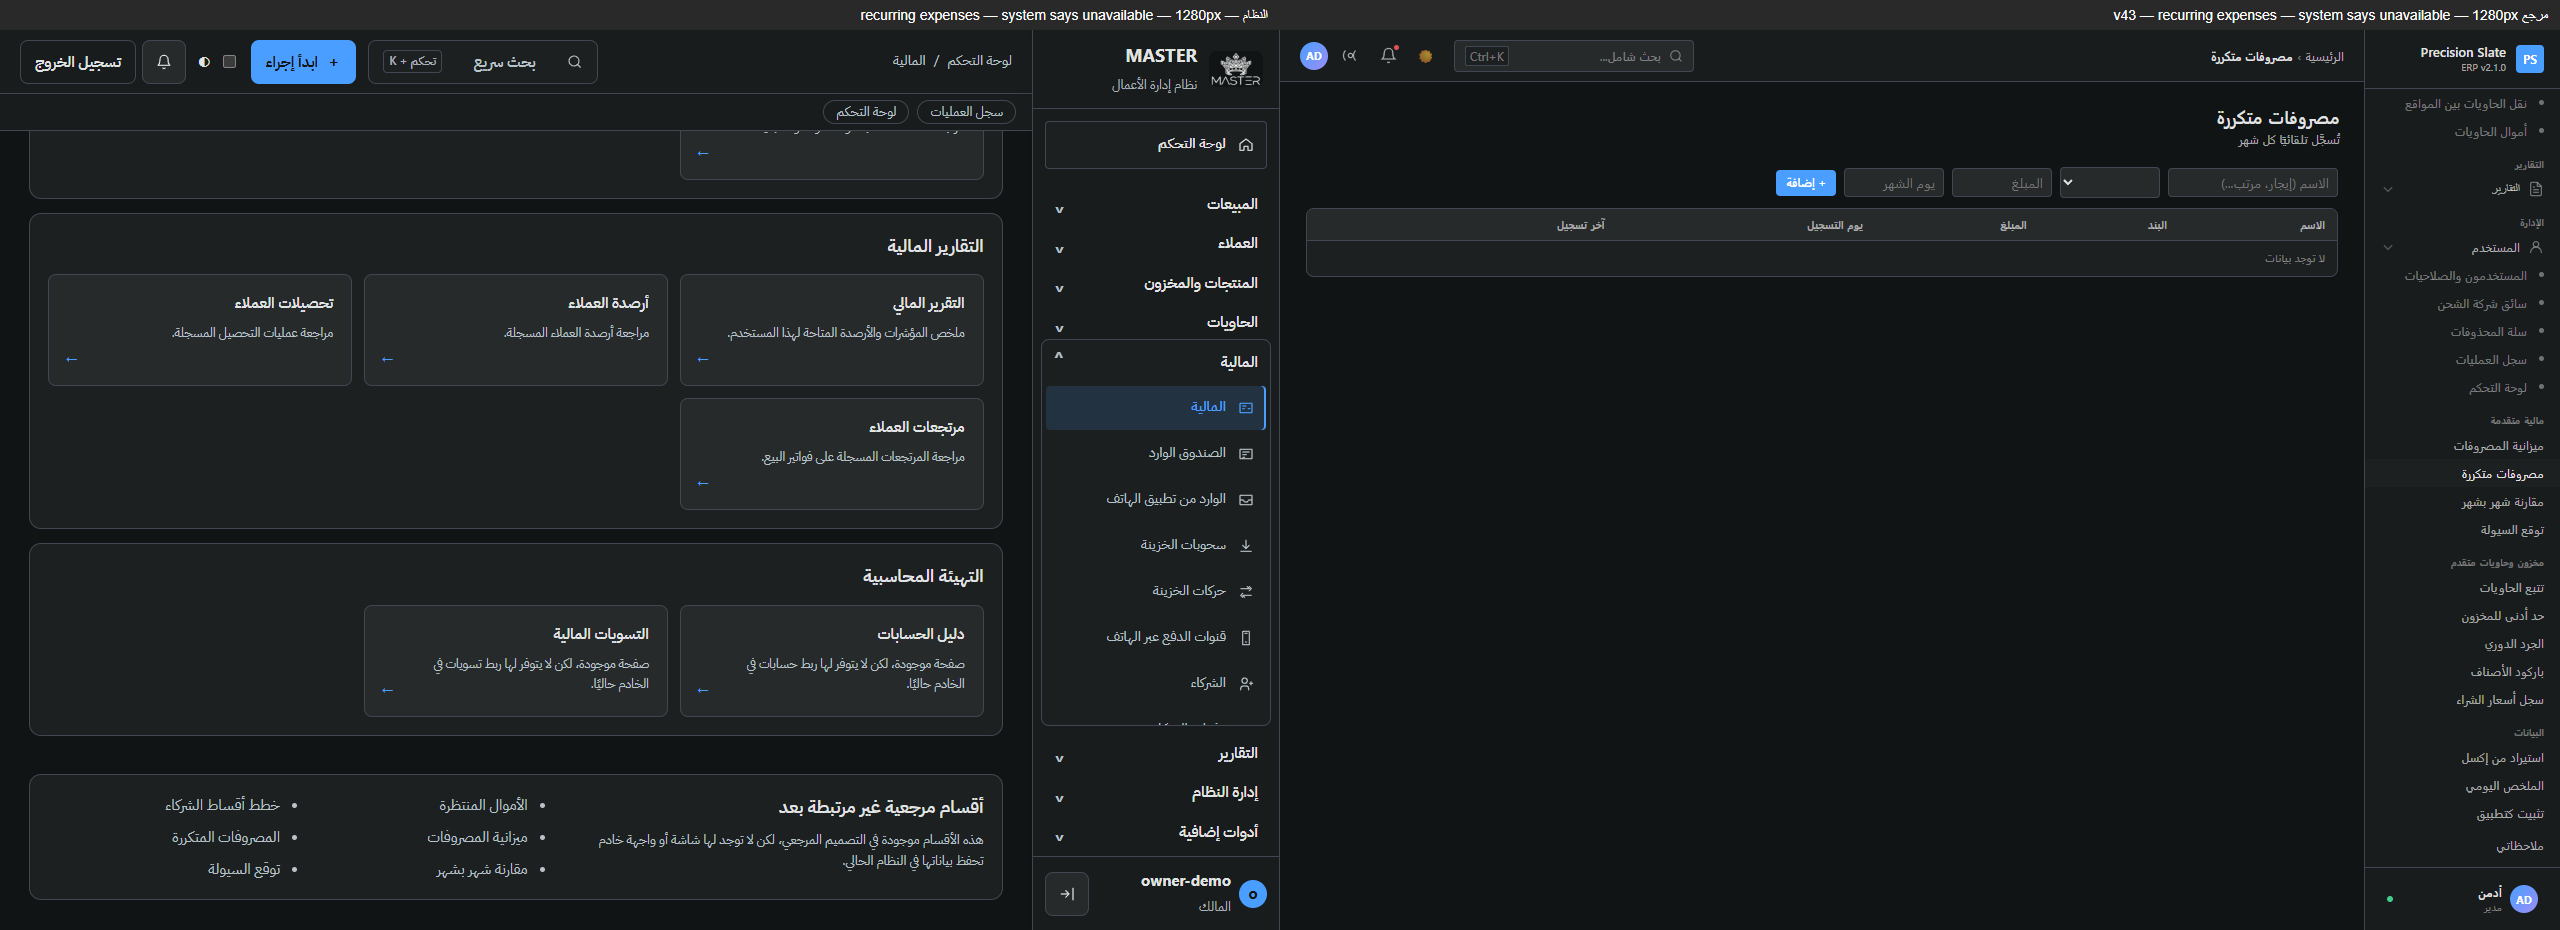 مرجع v43 — recurring expenses — system says unavailable — 1280px
Precision Slate
ERP v2.1.0
PS
نقل الحاويات بين المواقع
أموال الحاويات
التقارير
التقارير
الإدارة
المستخدم
المستخدمون والصلاحيات
سائق شركة الشحن
سلة المحذوفات
سجل العمليات
لوحة التحكم
مالية متقدمة
ميزانية المصروفات
مصروفات متكررة
مقارنة شهر بشهر
توقع السيولة
مخزون وحاويات متقدم
تتبع الحاويات
حد أدنى للمخزون
الجرد الدوري
باركود الأصناف
سجل أسعار الشراء
البيانات
استيراد من إكسل
الملخص اليومي
تثبيت كتطبيق
ملاحظاتي
أدمن
مدير
AD
الرئيسية › مصروفات متكررة
بحث شامل...
Ctrl+K
AD
مصروفات متكررة
تُسجَّل تلقائيًا كل شهر
الاسم (إيجار، مرتب...)
المبلغ
يوم الشهر
+ إضافة
الاسم
البند
المبلغ
يوم التسجيل
آخر تسجيل
لا توجد بيانات
النظام — recurring expenses — system says unavailable — 1280px
MASTER
نظام إدارة الأعمال
MASTER
لوحة التحكم
المبيعات
العملاء
المنتجات والمخزون
الحاويات
المالية
المالية
الصندوق الوارد
الوارد من تطبيق الهاتف
سحوبات الخزينة
حركات الخزينة
قنوات الدفع عبر الهاتف
الشركاء
التقارير
إدارة النظام
أدوات إضافية
owner-demo
المالك
o
لوحة التحكم / المالية
بحث سريع
تحكم + K
+ ابدأ إجراء
تسجيل الخروج
سجل العمليات
لوحة التحكم
←
التقارير المالية
التقرير المالي
ملخص المؤشرات والأرصدة المتاحة لهذا المستخدم.
←
أرصدة العملاء
مراجعة أرصدة العملاء المسجلة.
←
تحصيلات العملاء
مراجعة عمليات التحصيل المسجلة.
←
مرتجعات العملاء
مراجعة المرتجعات المسجلة على فواتير البيع.
←
التهيئة المحاسبية
دليل الحسابات
صفحة موجودة، لكن لا يتوفر لها ربط حسابات في
الخادم حاليًا.
←
التسويات المالية
صفحة موجودة، لكن لا يتوفر لها ربط تسويات في
الخادم حاليًا.
←
أقسام مرجعية غير مرتبطة بعد
هذه الأقسام موجودة في التصميم المرجعي، لكن لا توجد لها شاشة أو واجهة خادم
تحفظ بياناتها في النظام الحالي.
الأموال المنتظرة
خطط أقساط الشركاء
ميزانية المصروفات
المصروفات المتكررة
مقارنة شهر بشهر
توقع السيولة